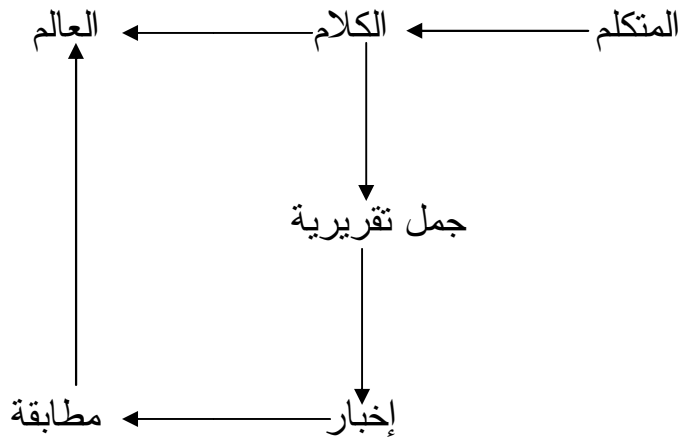 المتكلم الكلام العالم
جمل تقريرية
إخبار مطابقة